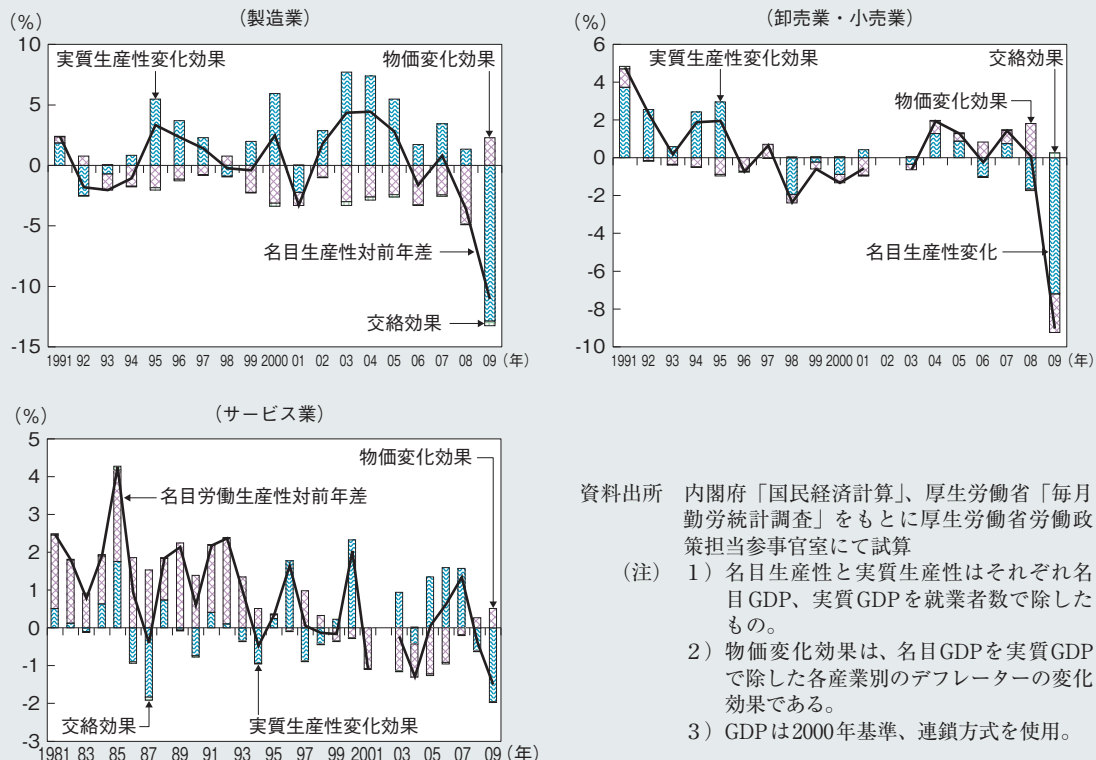 (%)
(製造業)
10
5
0
-5
-10
-15
実質生産性変化効果
物価変化効果
名目生産性対前年差
交絡効果
1991 92 93 94 95 96 97 98 99 2000 01 02 03 04 05 06 07 08 09 (年)
(%)
(卸売業・小売業)
6
4
2
0
-2
-4
-6
-8
-10
実質生産性変化効果
交絡効果
物価変化効果
名目生産性変化
1991 92 93 94 95 96 97 98 99 2000 01 02 03 04 05 06 07 08 09 (年)
(%)
(サービス業)
5
4
3
2
1
0
-1
-2
-3
物価変化効果
名目労働生産性対前年差
交絡効果
実質生産性変化効果
1981 83 85 87 89 91 93 95 97 99 2001 03 05 07 09 (年)
資料出所 内閣府「国民経済計算」、厚生労働省「毎月
勤労統計調査」をもとに厚生労働省労働政
策担当参事官室にて試算
(注) 1)名目生産性と実質生産性はそれぞれ名
目GDP、実質GDPを就業者数で除した
もの。
2)物価変化効果は、名目GDPを実質GDP
で除した各産業別のデフレーターの変化
効果である。
3)GDPは2000年基準、連鎖方式を使用。